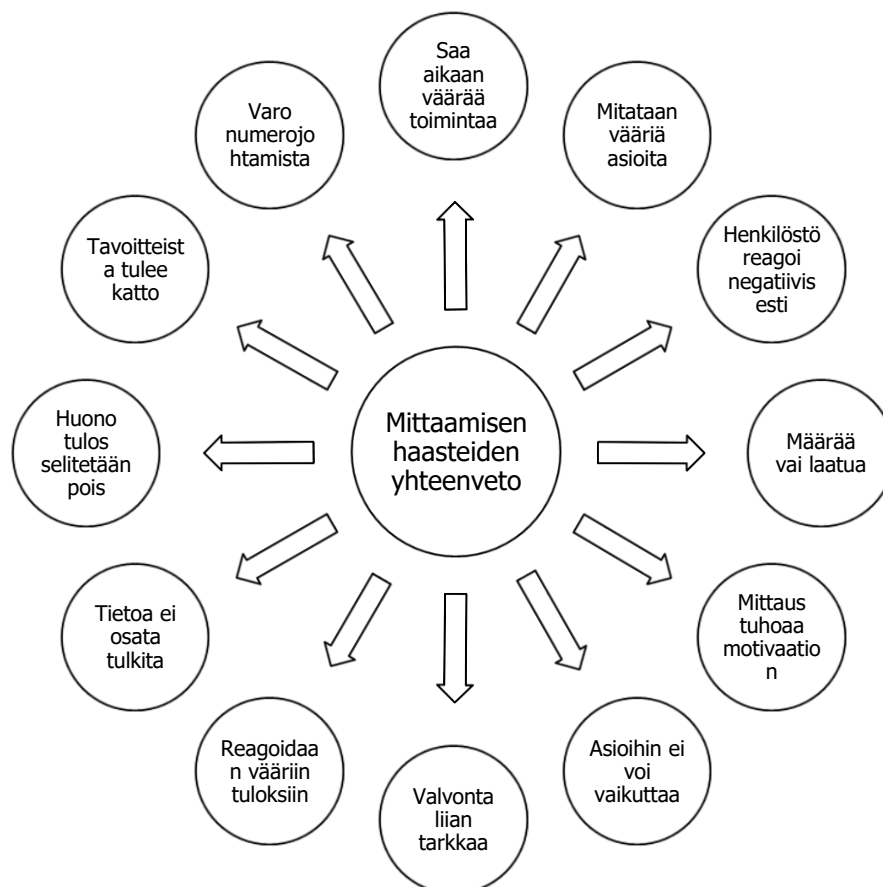 Saa
aikaan
väärää
toimintaa
Mitataan
vääriä
asioita
Henkilöstö
reagoi
negatiivis
esti
Määrää
vai laatua
Mittaus
tuhoaa
motivaatio
n
Asioihin ei
voi
vaikuttaa
Valvonta
liian
tarkkaa
Reagoidaa
n vääriin
tuloksiin
Tietoa ei
osata
tulkita
Huono
tulos
selitetään
pois
Tavoitteist
a tulee
katto
Varo
numerojo
htamista
Mittaamisen
haasteiden
yhteenveto